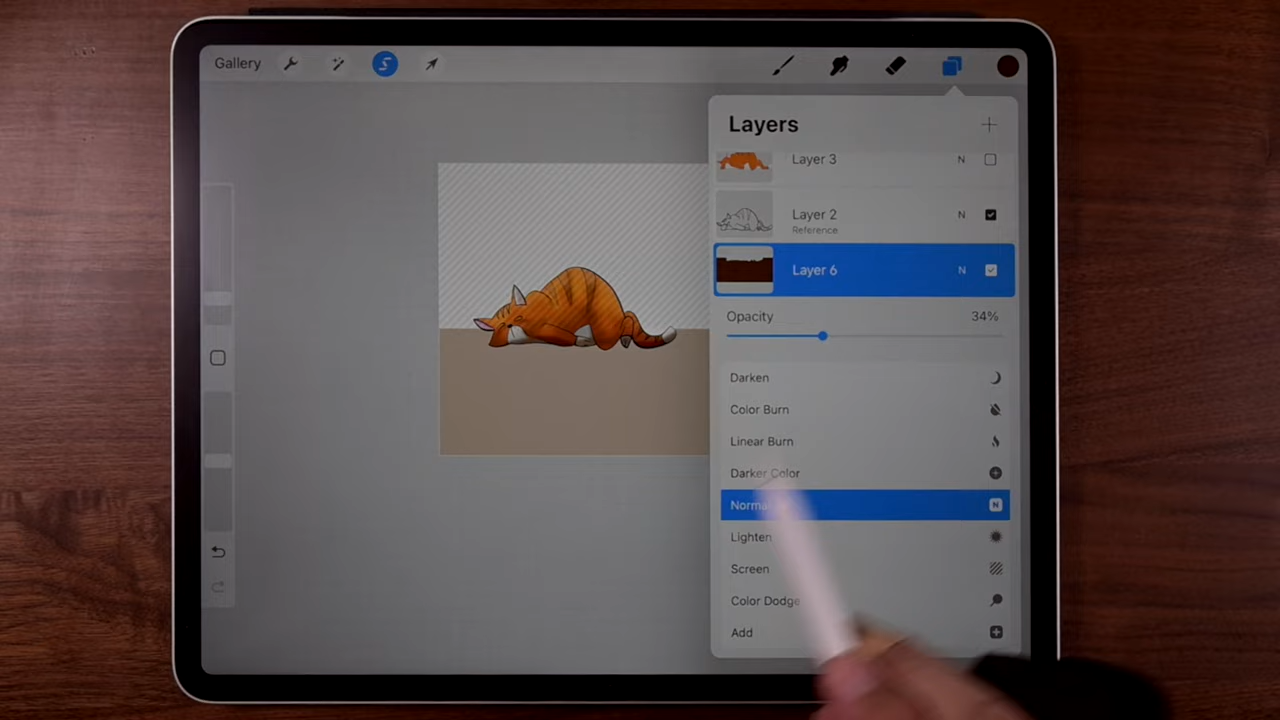 Gallery
Layers
Layer 3 N
Layer 2 N
Reference
Layer 6 N
Opacity 34%
Darken
Color Burn
Linear Burn
Darker Color
Normal N
Lighten
Screen
Color Dodge
Add